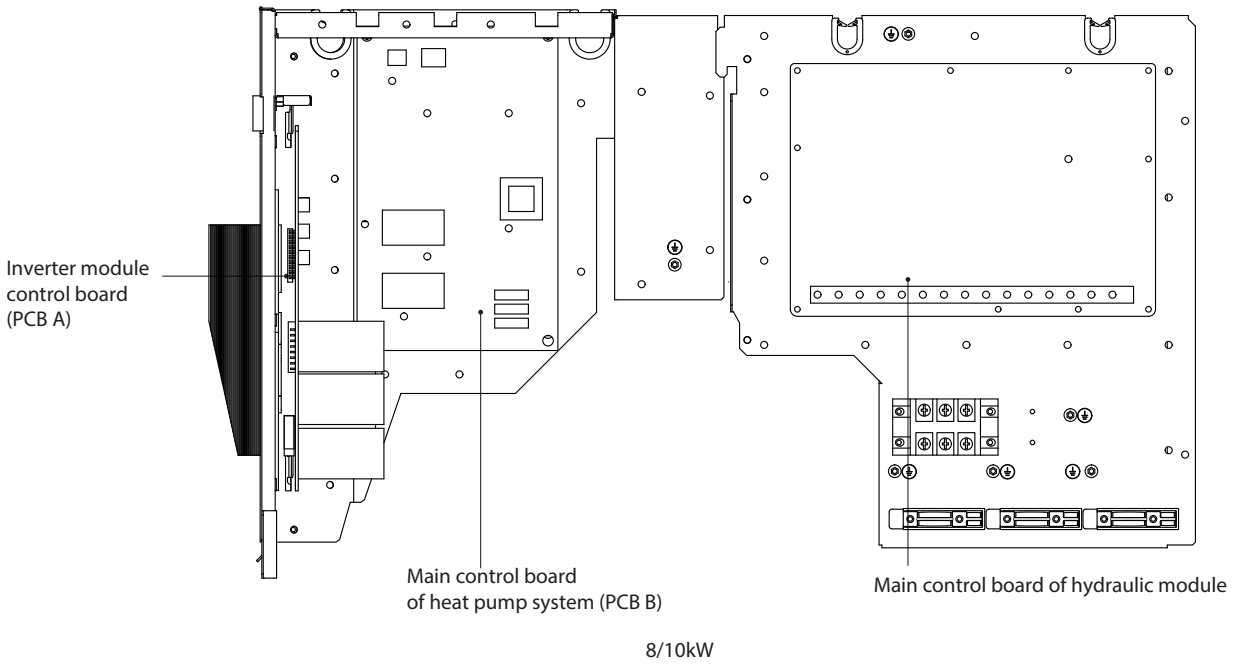 Inverter module
control board
(PCB A)
Main control board
of heat pump system (PCB B)
Main control board of hydraulic module
8/10kW